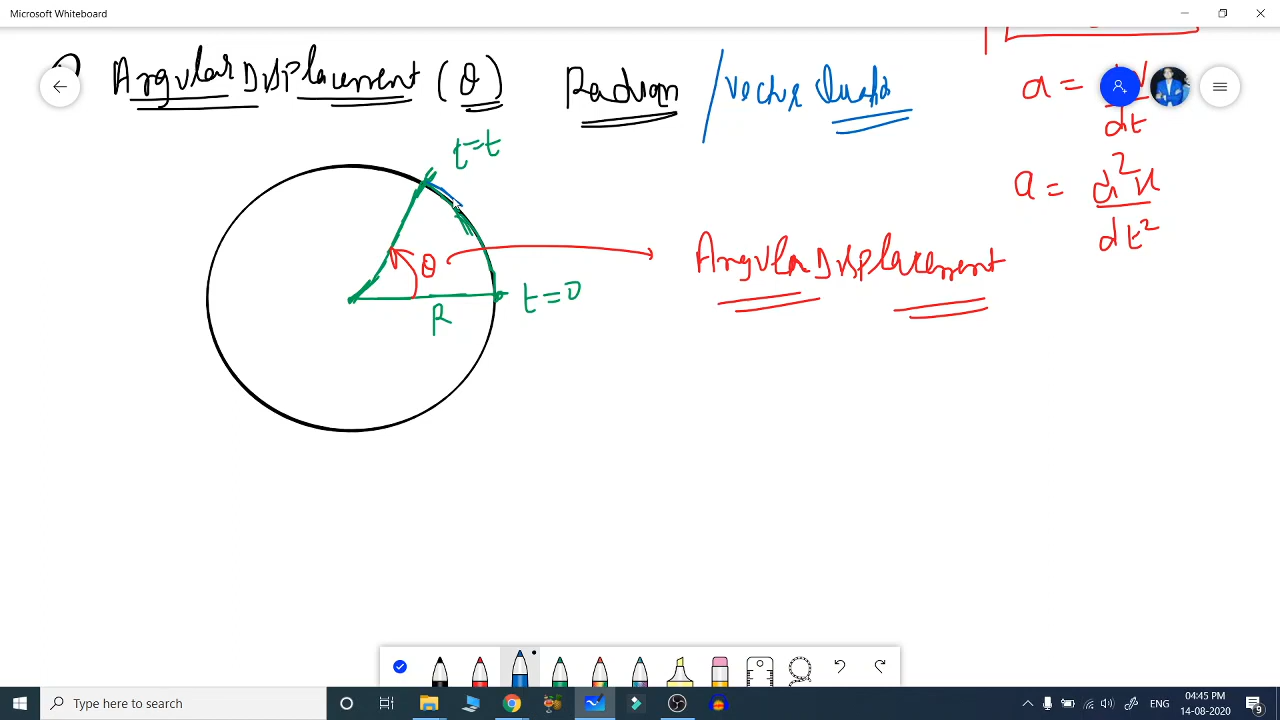 Microsoft Whiteboard
Angular Displacement (θ) Radian / vector
a =
dt
a = d²x
dt²
t=t
θ
Angular Displacement
t=0
R
Type here to search
ENG
04:45 PM
14-08-2020
9